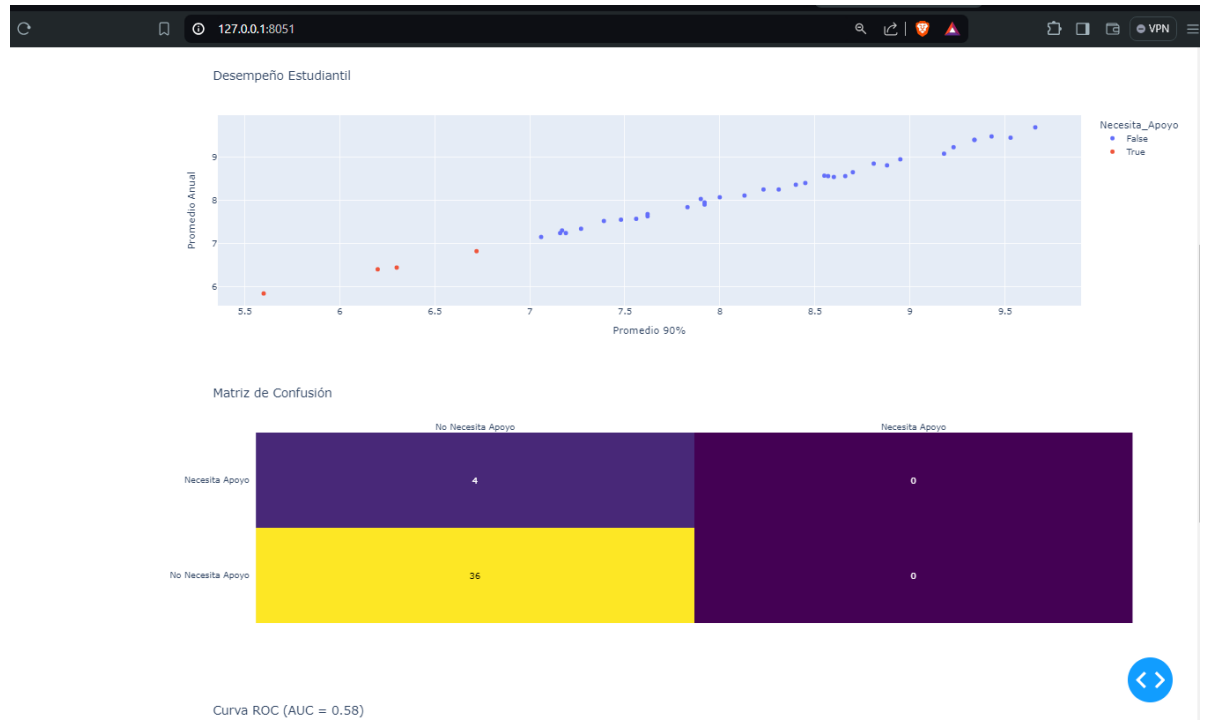 127.0.0.1:8051
VPN
Desempeño Estudiantil
Necesita_Apoyo
False
True
Promedio Anual
9
8
7
6
5.5 6 6.5 7 7.5 8 8.5 9 9.5
Promedio 90%
Matriz de Confusión
No Necesita Apoyo Necesita Apoyo
Necesita Apoyo 4 0
No Necesita Apoyo 36 0
Curva ROC (AUC = 0.58)